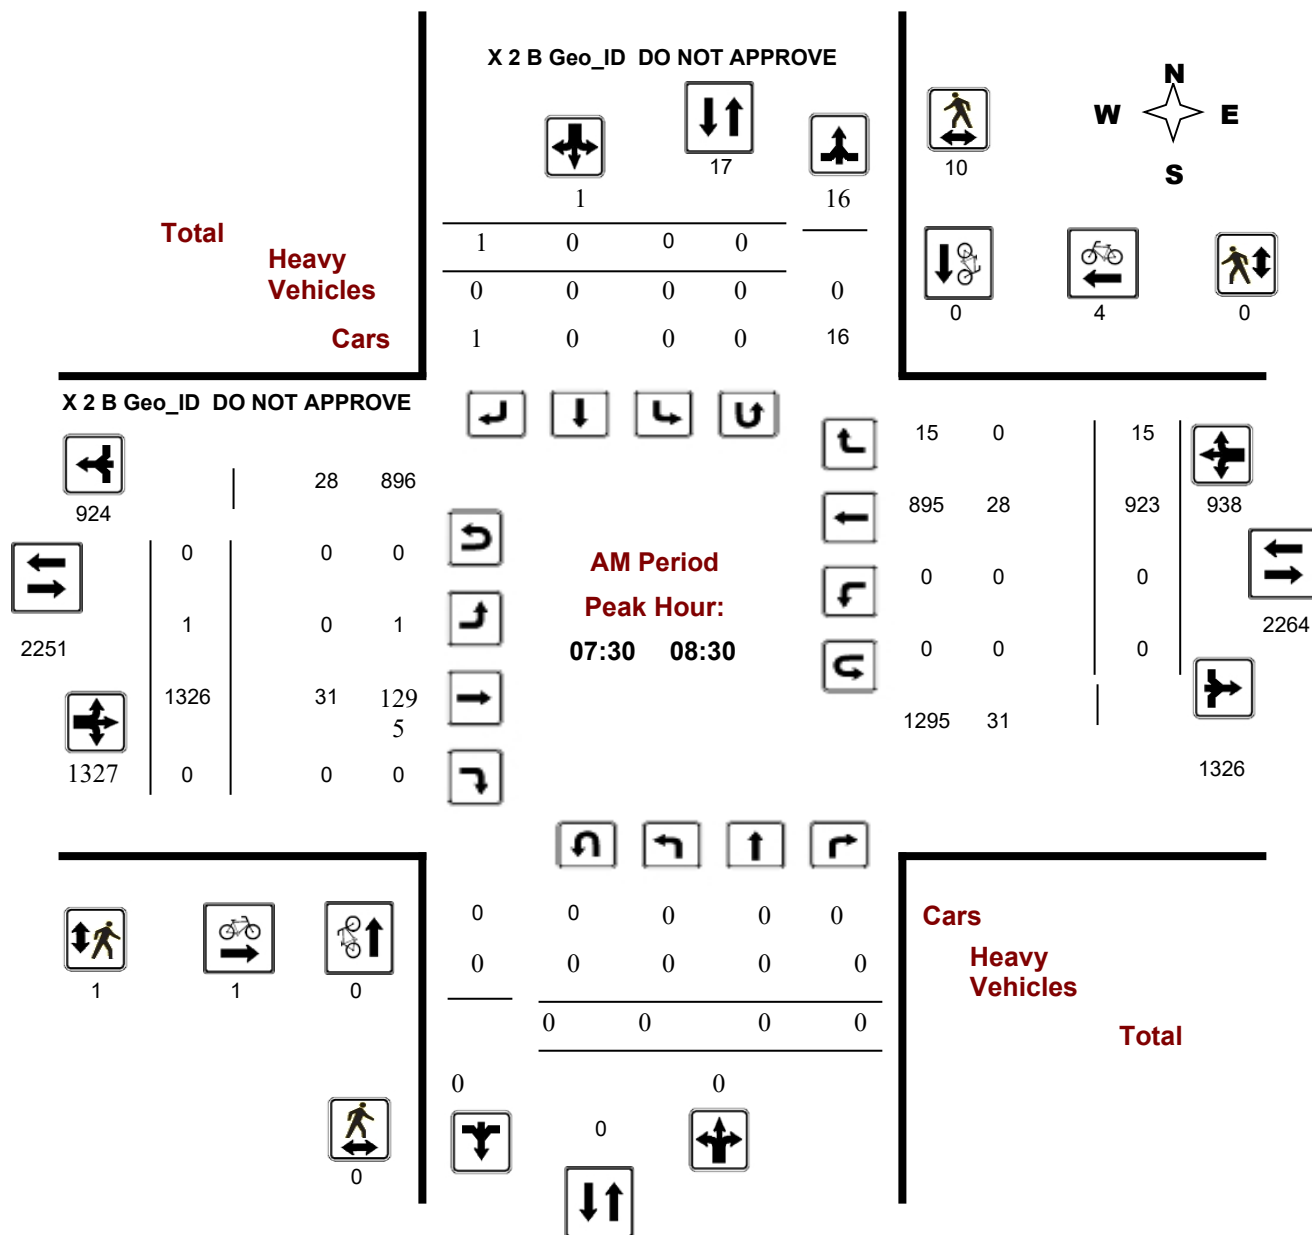 X 2 B Geo_ID DO NOT APPROVE
N
W E
S
17
10
1 16
Total
1 0 0 0
Heavy
Vehicles
0 0 0 0 0
0 4 0
Cars
1 0 0 0 16
X 2 B Geo_ID DO NOT APPROVE
15 0 15
28 896
924
895 28 923 938
0 0 0
AM Period
0 0 0
Peak Hour:
1 0 1
2264
2251
07:30 08:30
0 0 0
1326 31 129
5
1295 31
1327 0 0 0
1326
0 0 0 0 0
Cars
0 0 0 0 0
Heavy
Vehicles
1 1 0
0 0 0 0
Total
0 0
0
0